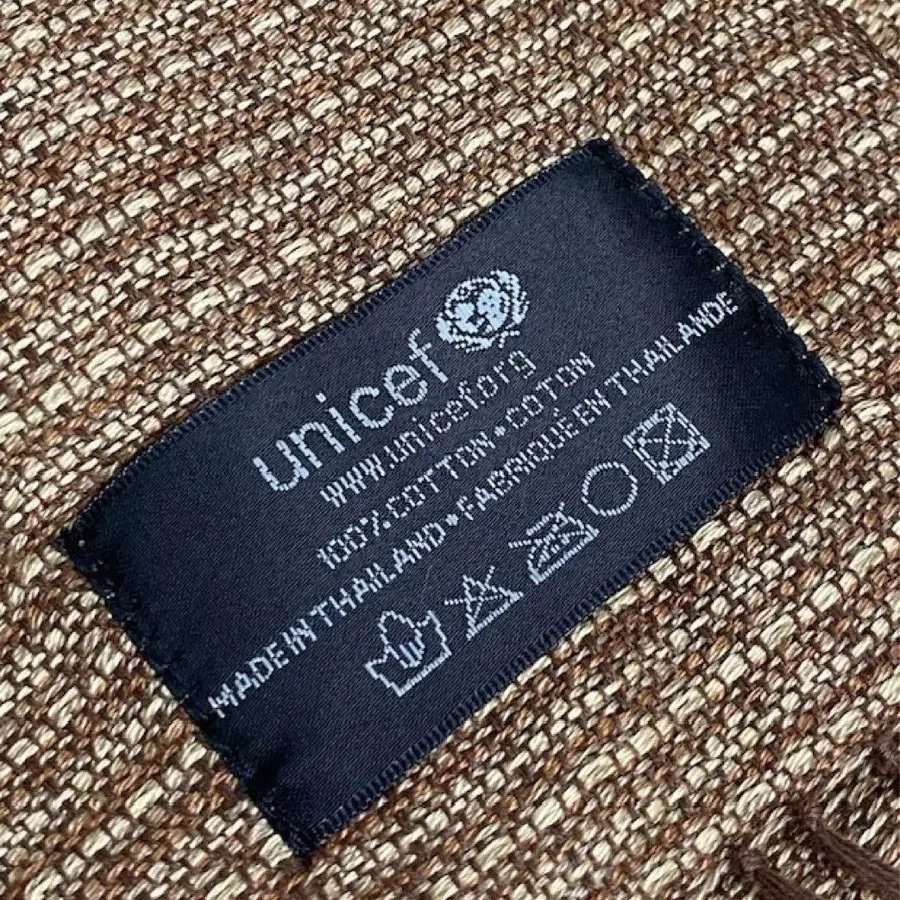 unicef
www.unicef.org
100% COTTON • COTON
MADE IN THAILAND • FABRIQUÉ EN THAILANDE